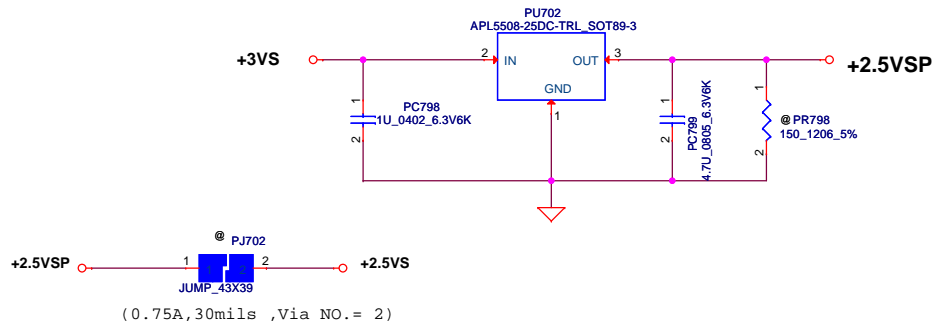 PU702
APL5508-25DC-TRL_SOT89-3
+3VS
2
IN
OUT
3
+2.5VSP
GND
1
1
PC798
1U_0402_6.3V6K
2
1
2
PC799
4.7U_0805_6.3V6K
1
@ PR798
150_1206_5%
2
@
PJ702
+2.5VSP
1
1
2
2
+2.5VS
JUMP_43X39
(0.75A,30mils ,Via NO.= 2)